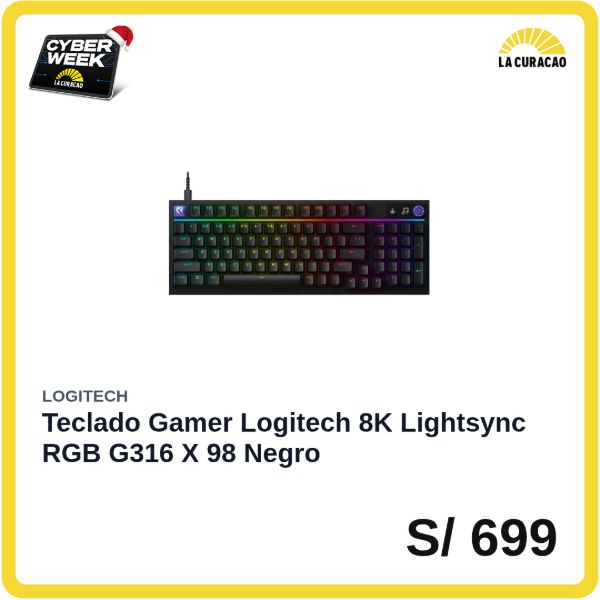 CYBER
WEEK
LA CURACAO
LA CURACAO
LOGITECH
Teclado Gamer Logitech 8K Lightsync
RGB G316 X 98 Negro
S/ 699